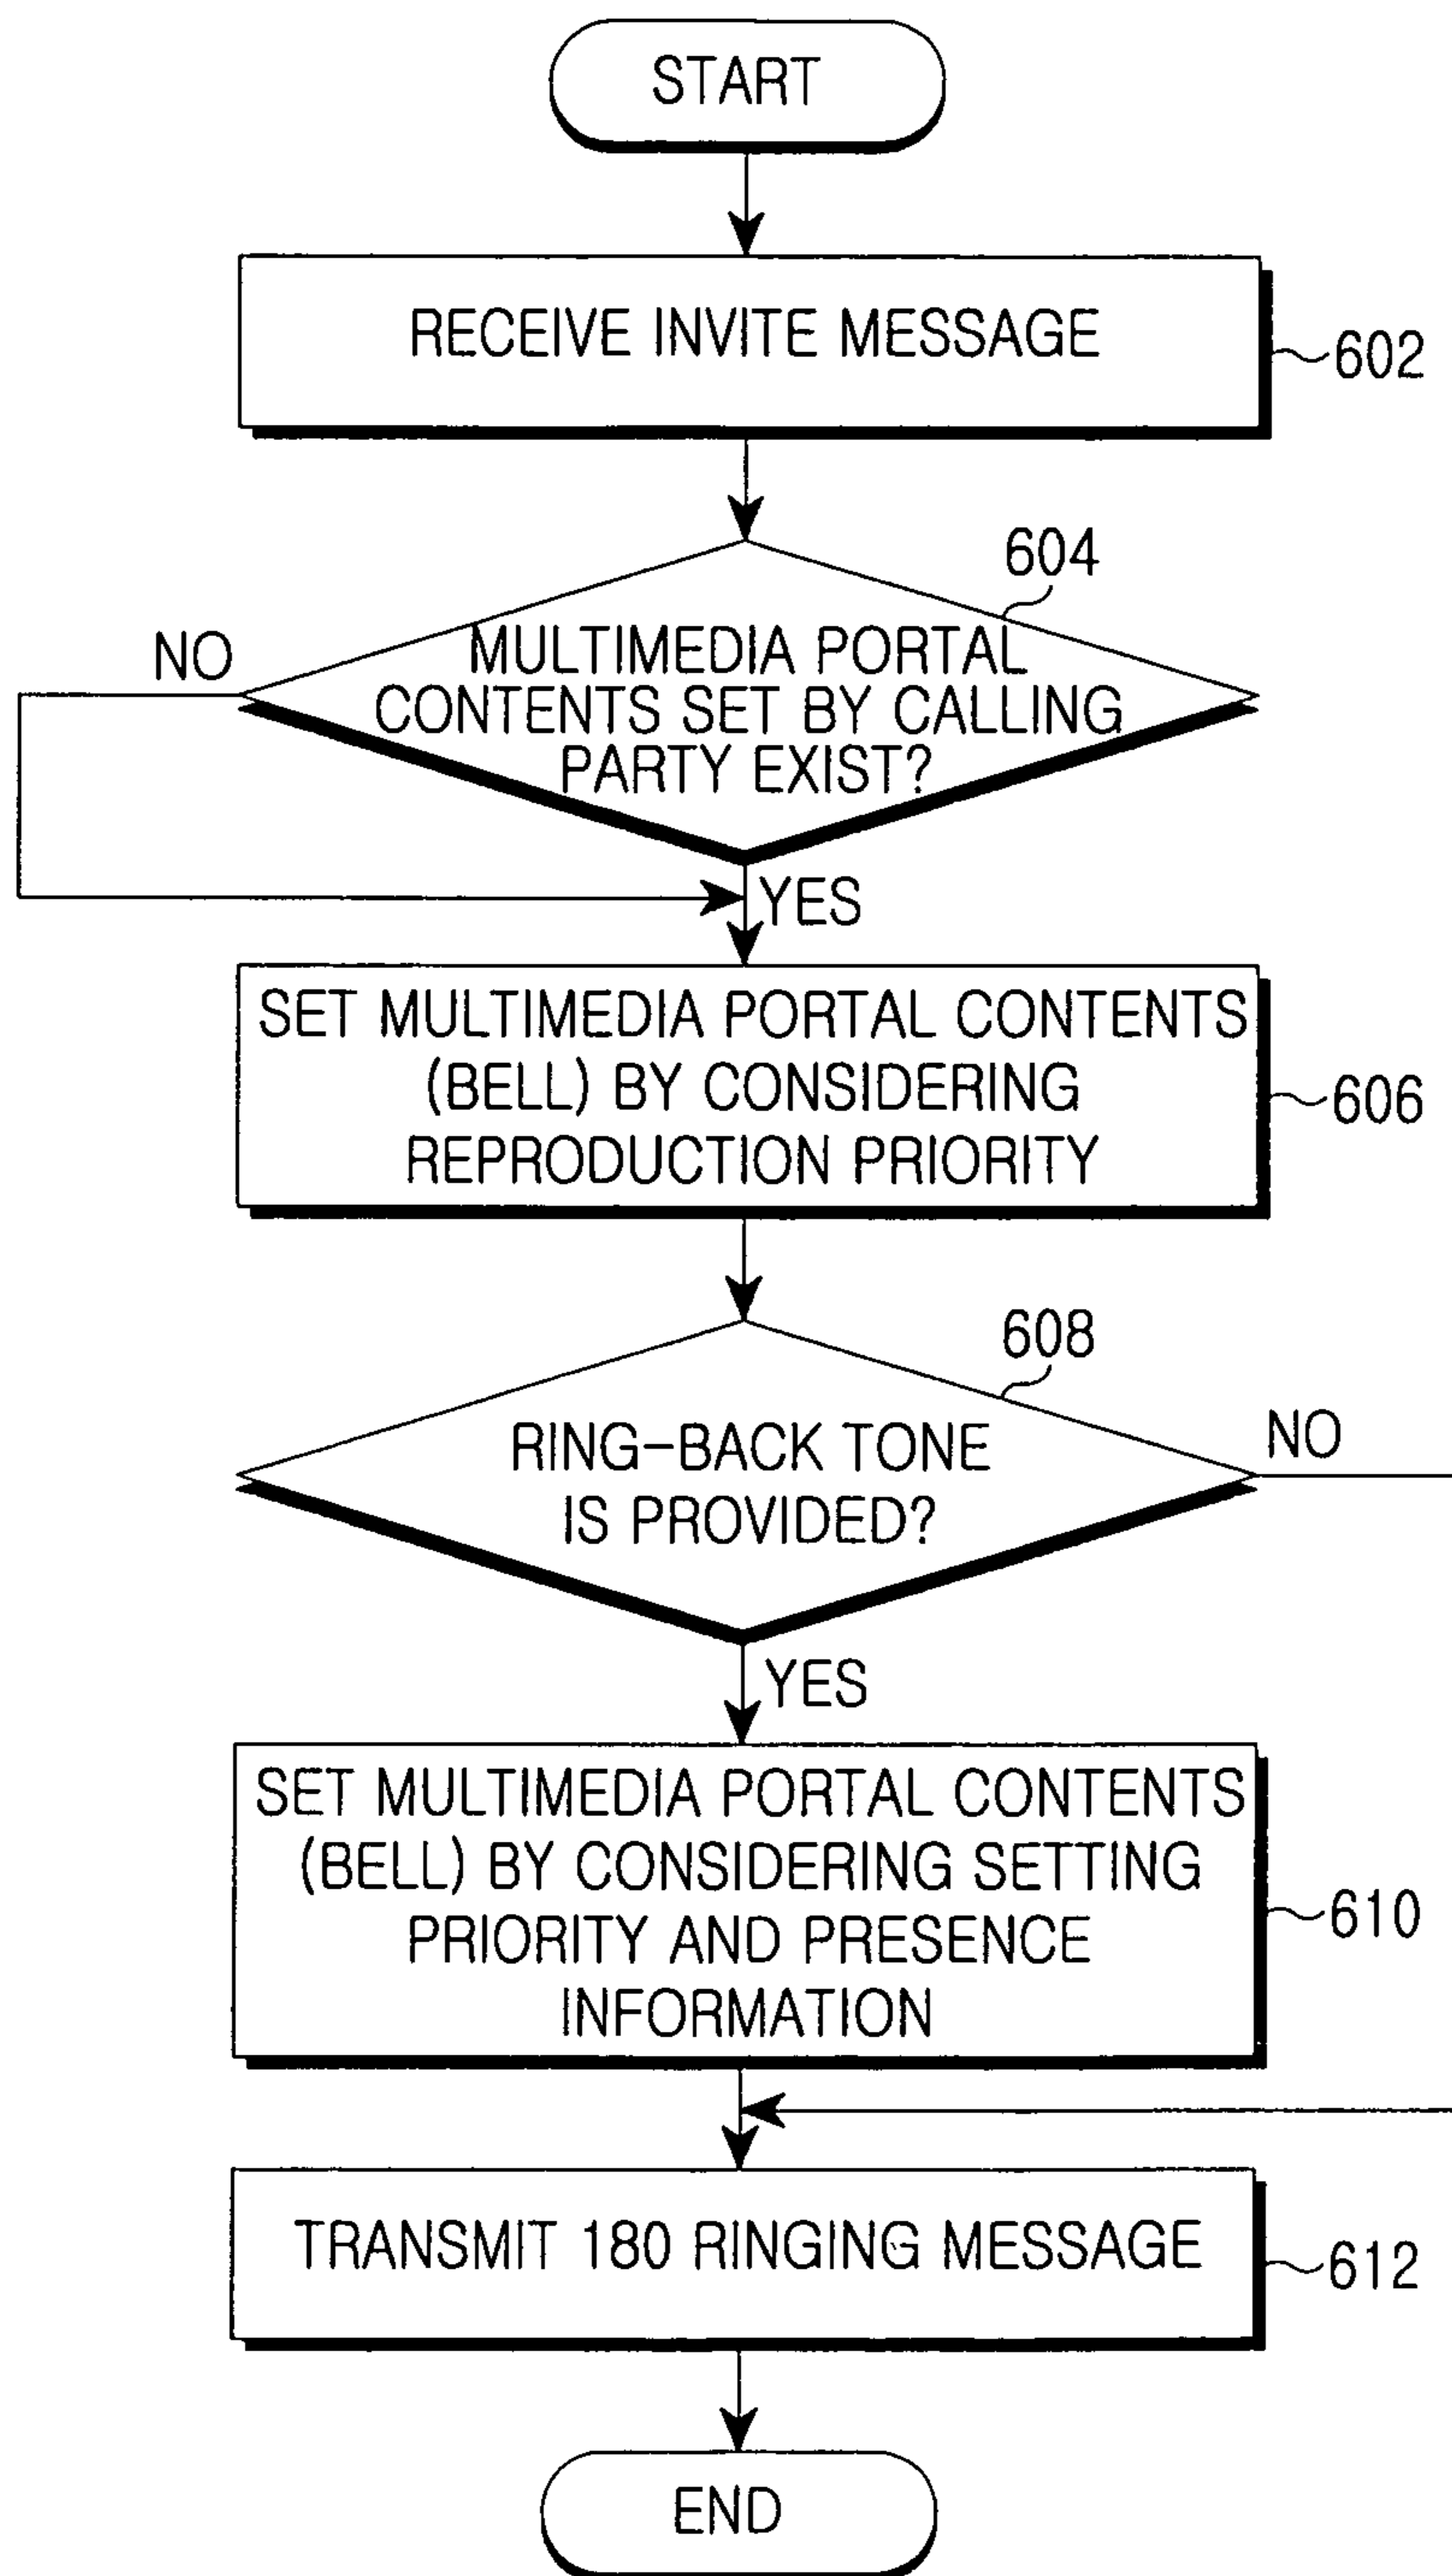 START
RECEIVE INVITE MESSAGE
602
604
NO
MULTIMEDIA PORTAL
CONTENTS SET BY CALLING
PARTY EXIST?
YES
SET MULTIMEDIA PORTAL CONTENTS
(BELL) BY CONSIDERING
REPRODUCTION PRIORITY
606
608
RING-BACK TONE
IS PROVIDED?
NO
YES
SET MULTIMEDIA PORTAL CONTENTS
(BELL) BY CONSIDERING SETTING
PRIORITY AND PRESENCE
INFORMATION
610
TRANSMIT 180 RINGING MESSAGE
612
END